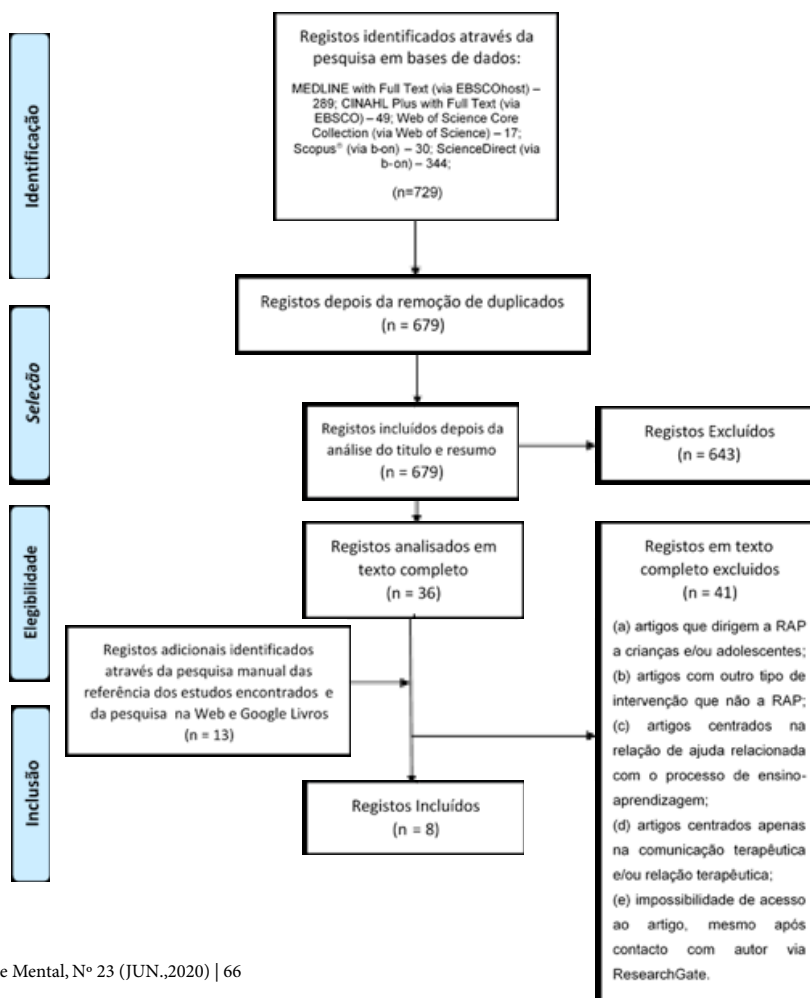 Identificação
Registos identificados através da
pesquisa em bases de dados:
MEDLINE with Full Text (via EBSCOhost) –
289; CINAHL Plus with Full Text (via
EBSCO) – 49; Web of Science Core
Collection (via Web of Science) – 17;
Scopus® (via b-on) – 30; ScienceDirect (via
b-on) – 344;
(n=729)
Registos depois da remoção de duplicados
(n = 679)
Seleção
Registos incluídos depois da
análise do titulo e resumo
(n = 679)
Registos Excluídos
(n = 643)
Elegibilidade
Registos analisados em
texto completo
(n = 36)
Registos em texto
completo excluidos
(n = 41)
(a) artigos que dirigem a RAP
a crianças e/ou adolescentes;
(b) artigos com outro tipo de
intervenção que não a RAP;
(c) artigos centrados na
relação de ajuda relacionada
com o processo de ensino-
aprendizagem;
(d) artigos centrados apenas
na comunicação terapêutica
e/ou relação terapêutica;
(e) impossibilidade de acesso
ao artigo, mesmo após
contacto com autor via
ResearchGate.
Registos adicionais identificados
através da pesquisa manual das
referência dos estudos encontrados e
da pesquisa na Web e Google Livros
(n = 13)
Inclusão
Registos Incluídos
(n = 8)
e Mental, Nº 23 (JUN.,2020) | 66